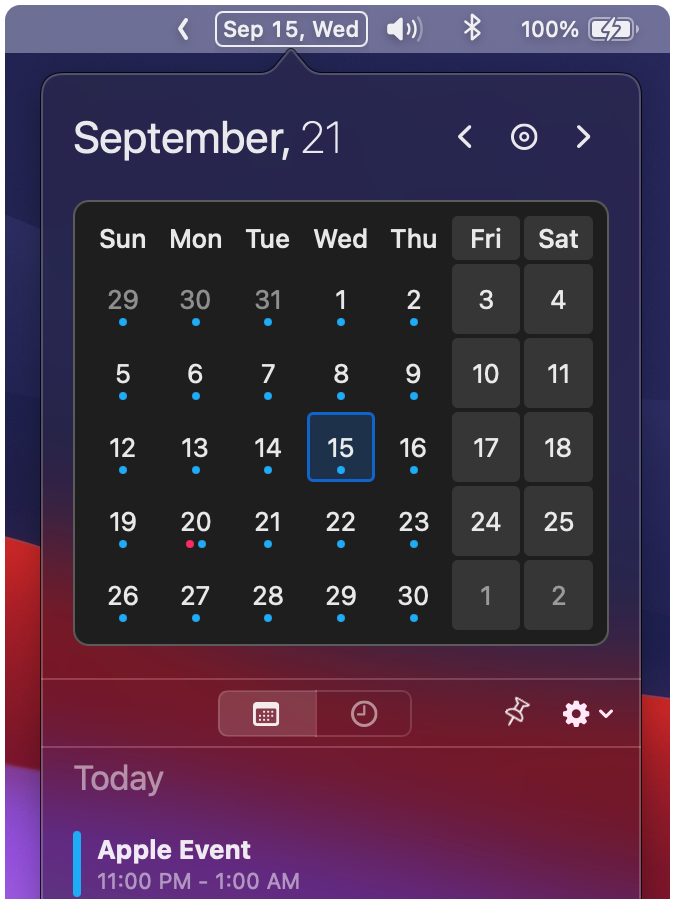 Sep 15, Wed 100%
September, 21
Sun Mon Tue Wed Thu Fri Sat
29 30 31 1 2 3 4
5 6 7 8 9 10 11
12 13 14 15 16 17 18
19 20 21 22 23 24 25
26 27 28 29 30 1 2
Today
Apple Event
11:00 PM - 1:00 AM